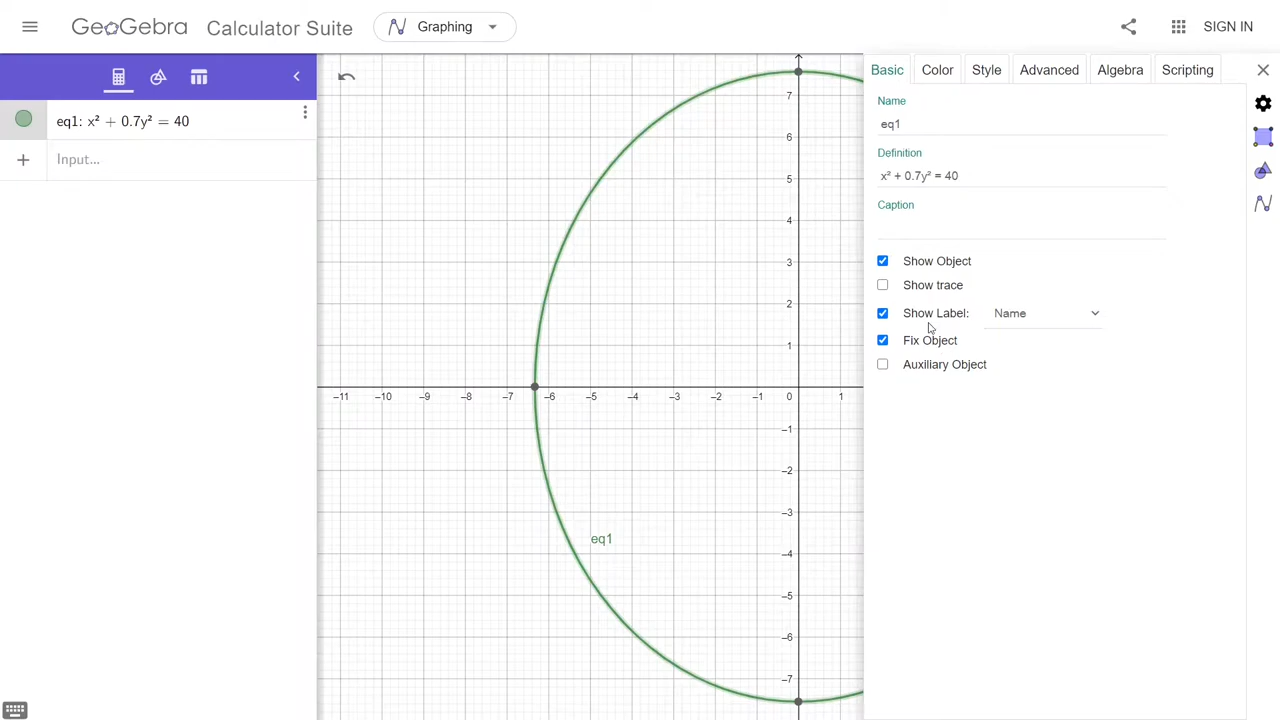 GeoGebra Calculator Suite Graphing SIGN IN
Basic Color Style Advanced Algebra Scripting
eq1: x² + 0.7y² = 40
Input...
Name
eq1
Definition
x² + 0.7y² = 40
Caption
Show Object
Show trace
Show Label: Name
Fix Object
Auxiliary Object
7
6
5
4
3
2
1
–11 –10 –9 –8 –7 –6 –5 –4 –3 –2 –1 0 1
–1
–2
–3
eq1
–4
–5
–6
–7